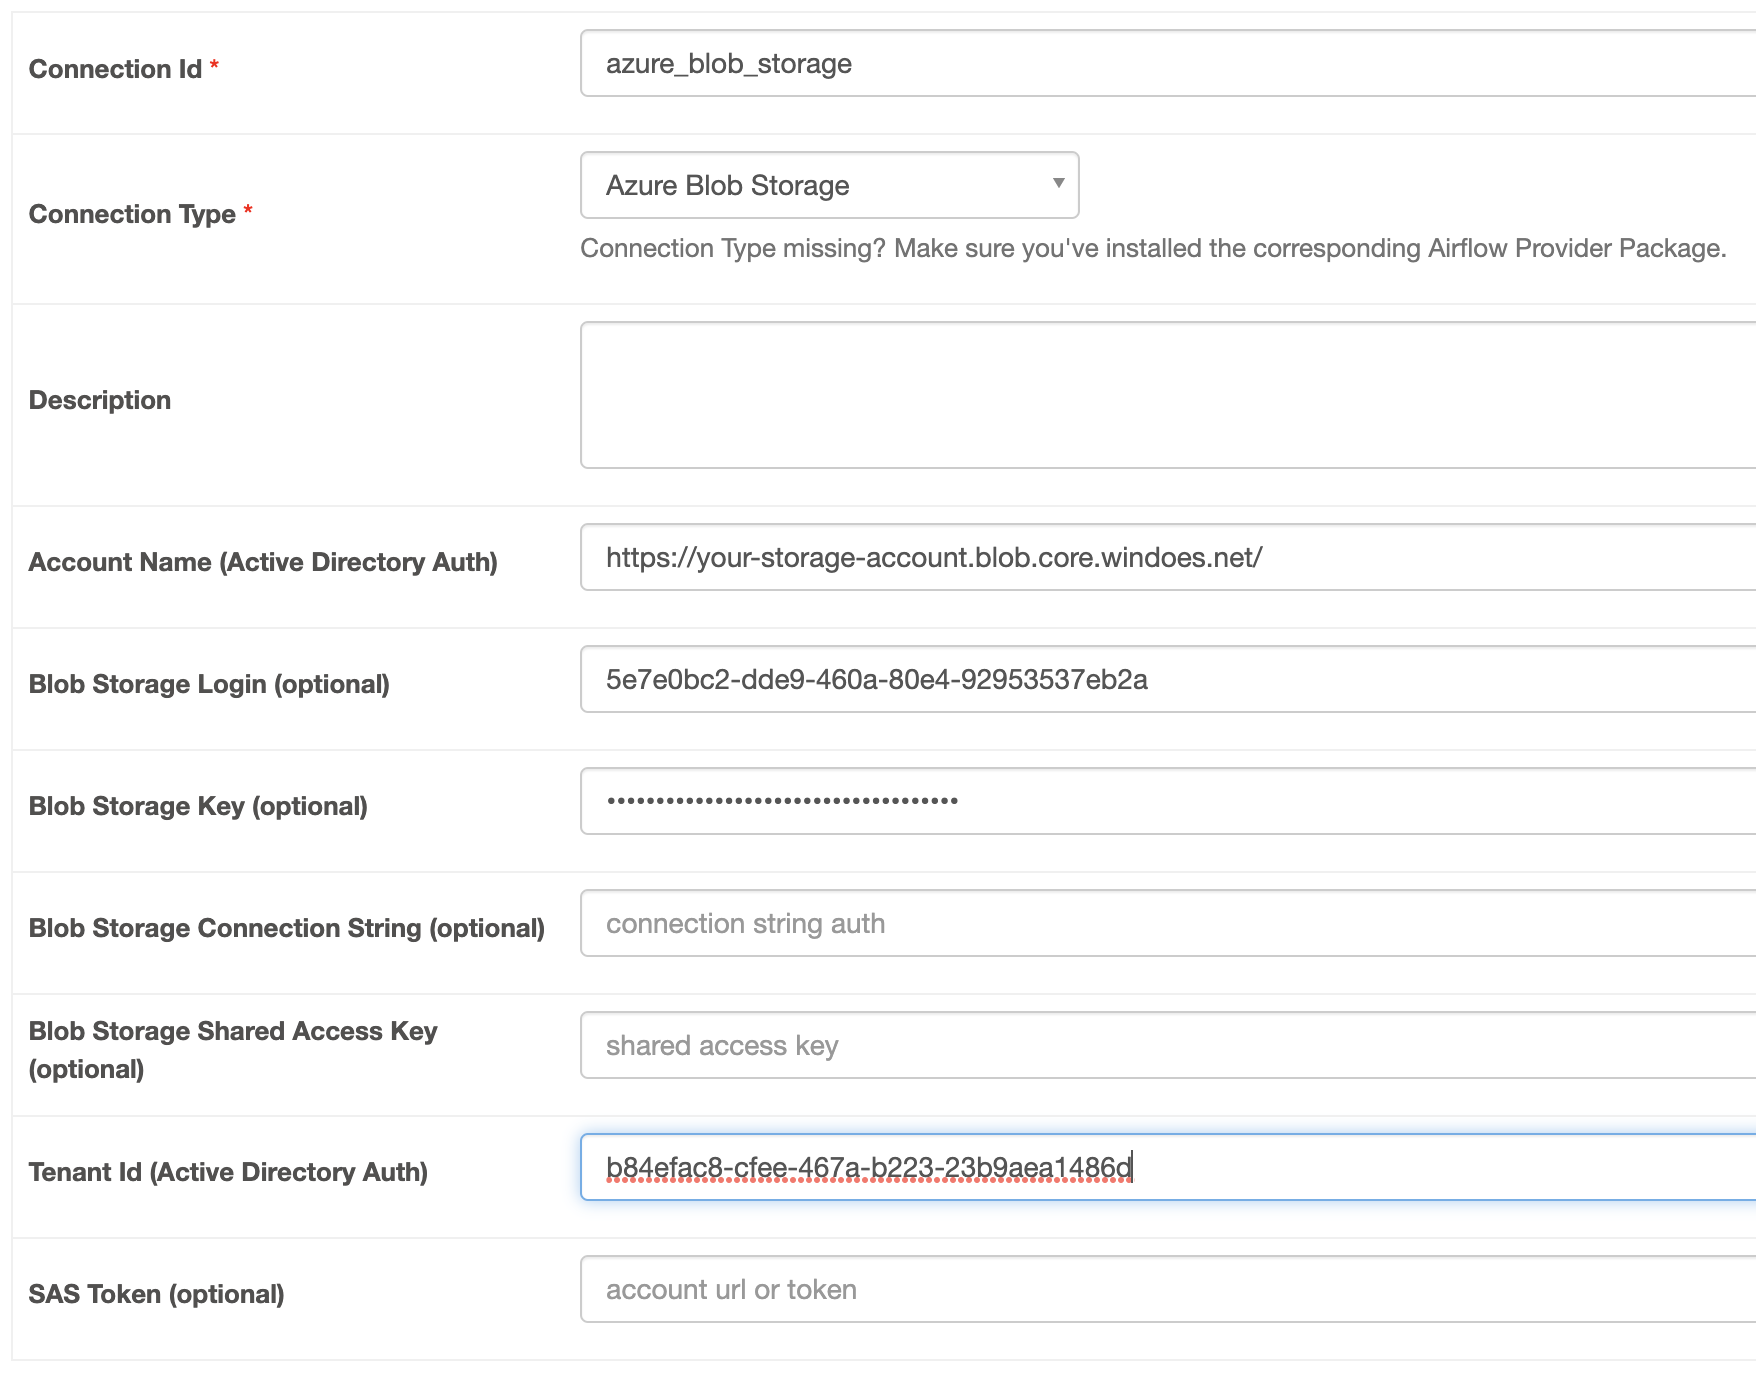 Connection Id *
azure_blob_storage
Connection Type *
Azure Blob Storage
Connection Type missing? Make sure you've installed the corresponding Airflow Provider Package.
Description
Account Name (Active Directory Auth)
https://your-storage-account.blob.core.windoes.net/
Blob Storage Login (optional)
5e7e0bc2-dde9-460a-80e4-92953537eb2a
Blob Storage Key (optional)
••••••••••••••••••••••••••••••••••••
Blob Storage Connection String (optional)
connection string auth
Blob Storage Shared Access Key
(optional)
shared access key
Tenant Id (Active Directory Auth)
b84efac8-cfee-467a-b223-23b9aea1486d
SAS Token (optional)
account url or token